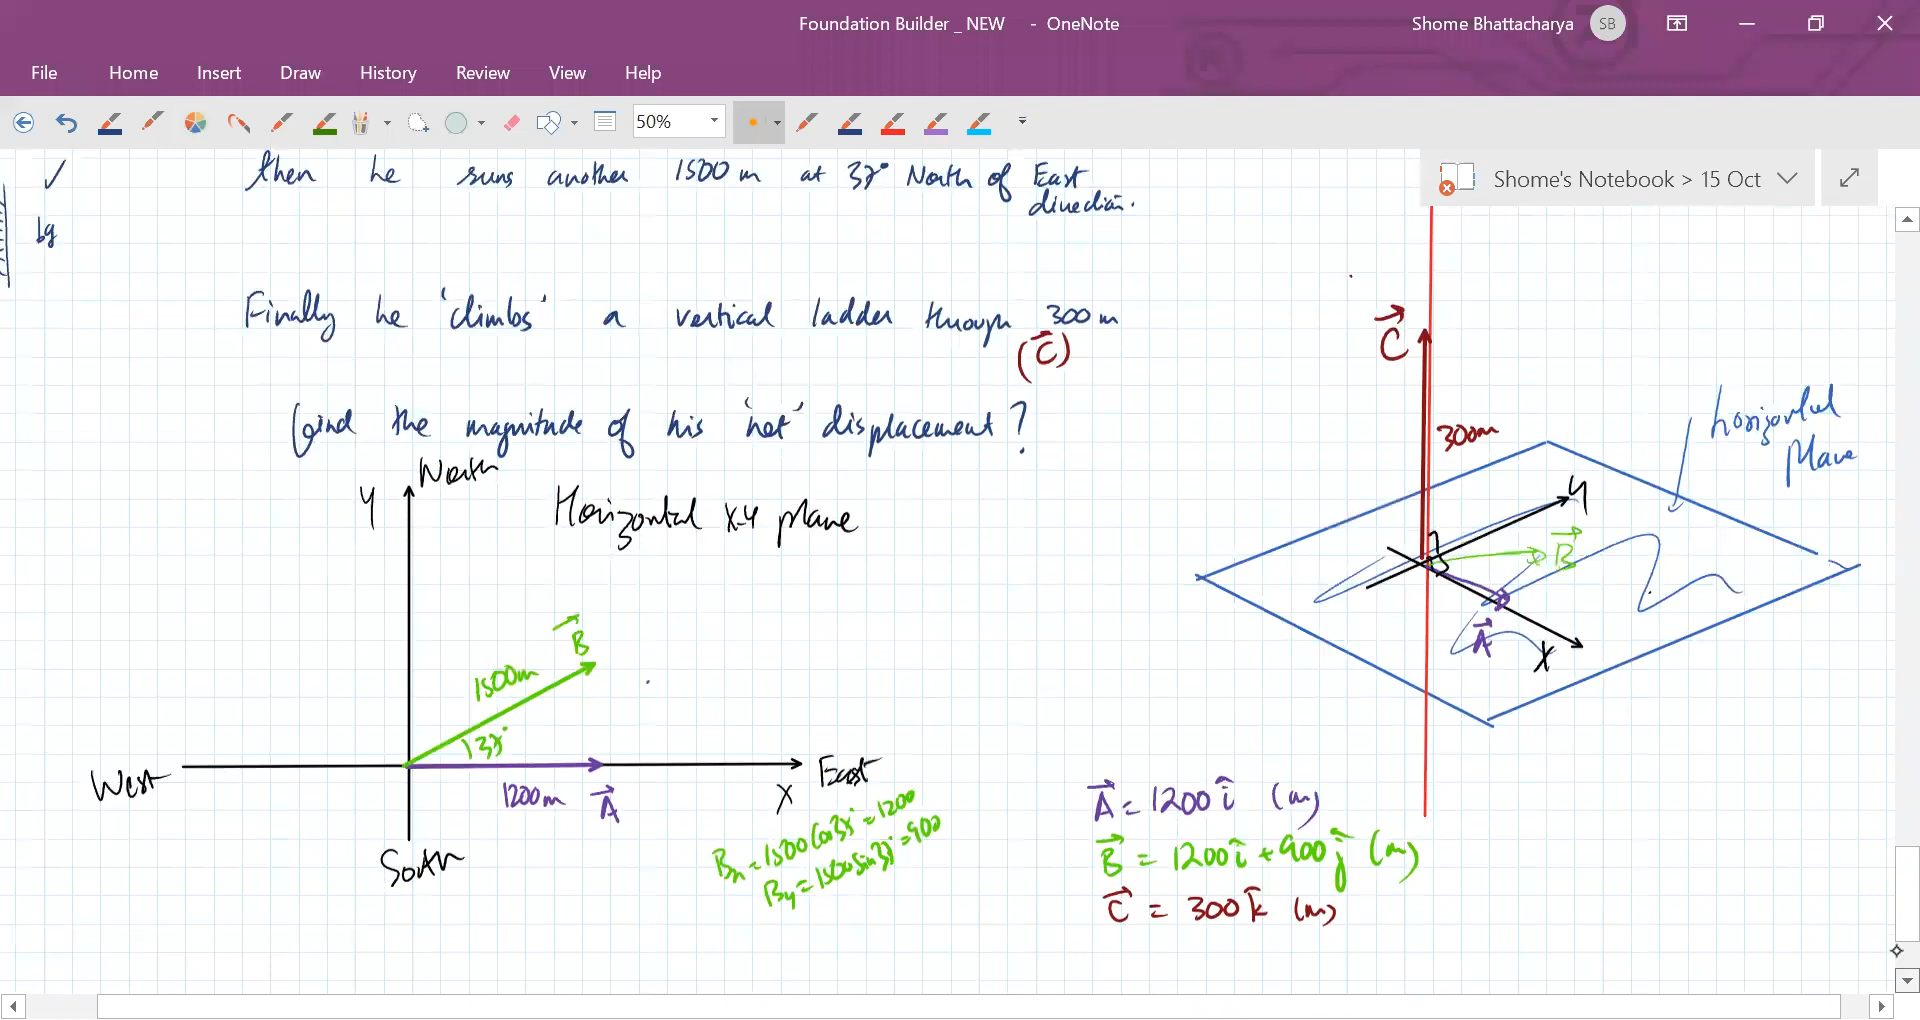 Foundation Builder _ NEW - OneNote
Shome Bhattacharya SB
File Home Insert Draw History Review View Help
50%
Shome's Notebook > 15 Oct
then he runs another 1500 m at 37° North of East
direction.
by
Finally he 'climbs' a vertical ladder through 300 m
(C⃗)
find the magnitude of his 'net' displacement?
Y North
Horizontal x-y plane
B⃗
1500m
37°
West
East
X
1200m A⃗
South
Bx = 1500 Cos37° = 1200
By = 1500 Sin37° = 900
C⃗
300m
horizontal
plane
Y
B⃗
A⃗
X
A⃗ = 1200 î (m)
B⃗ = 1200 î + 900 ĵ (m)
C⃗ = 300 k̂ (m)